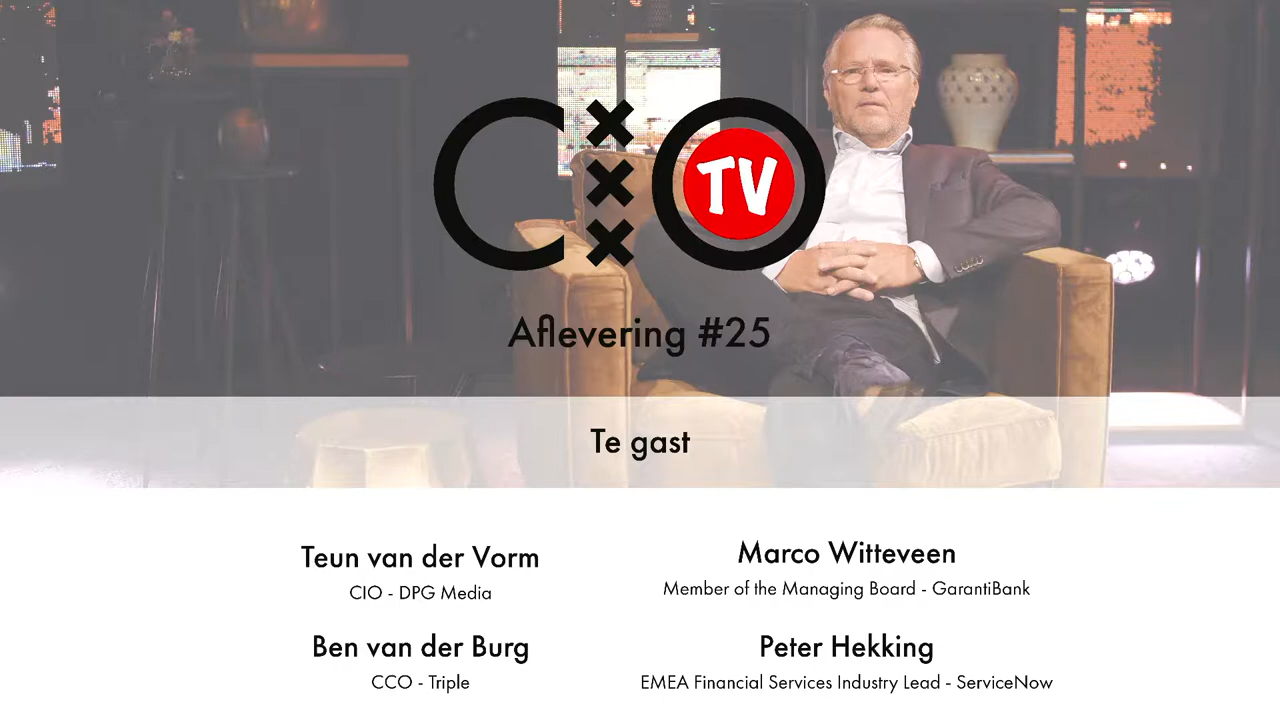 CXO TV
Aflevering #25
Te gast
Teun van der Vorm
CIO - DPG Media
Marco Witteveen
Member of the Managing Board - GarantiBank
Ben van der Burg
CCO - Triple
Peter Hekking
EMEA Financial Services Industry Lead - ServiceNow